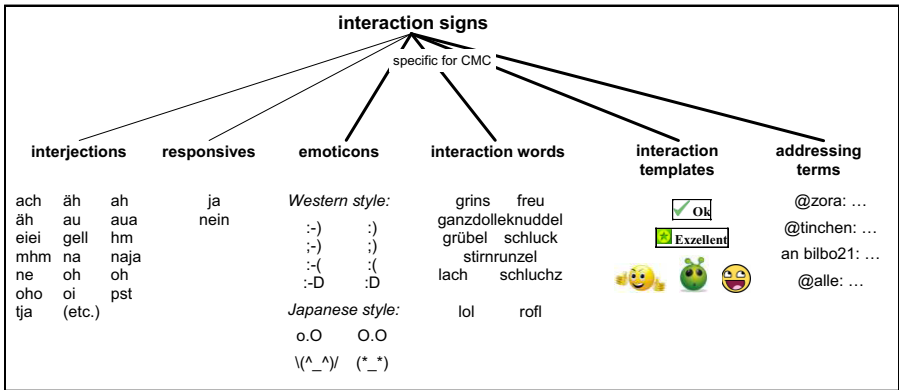 interaction signs
specific for CMC
interjections
ach äh ah
äh au aua
eiei gell hm
mhm na naja
ne oh oh
oho oi pst
tja (etc.)
responsives
ja
nein
emoticons
Western style:
:-) :)
;-) ;)
:-( :(
:-D :D
Japanese style:
o.O O.O
\(^_^)/ (*_*)
interaction words
grins freu
ganzdolleknuddel
grübel schluck
stirnrunzel
lach schluchz
lol rofl
interaction
templates
Ok
Exzellent
addressing
terms
@zora: …
@tinchen: …
an bilbo21: …
@alle: …